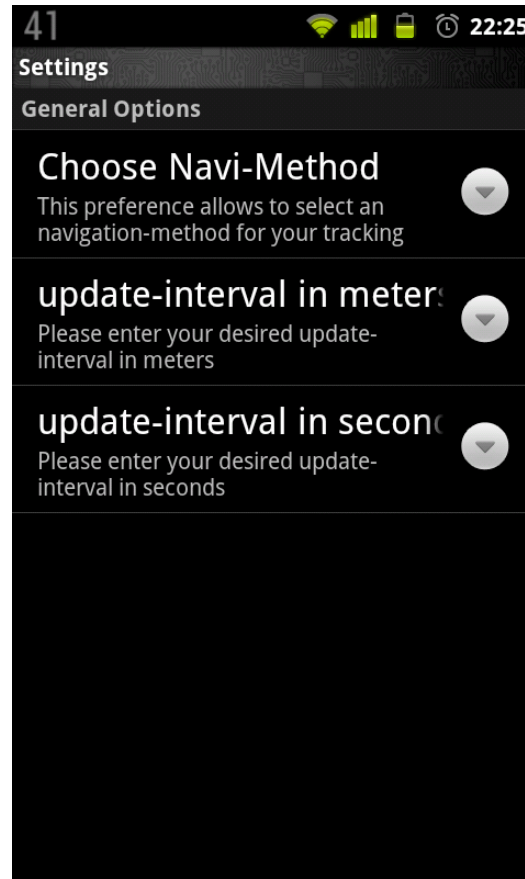 41 22:25
Settings
General Options
Choose Navi-Method
This preference allows to select an
navigation-method for your tracking
update-interval in meters
Please enter your desired update-
interval in meters
update-interval in second
Please enter your desired update-
interval in seconds